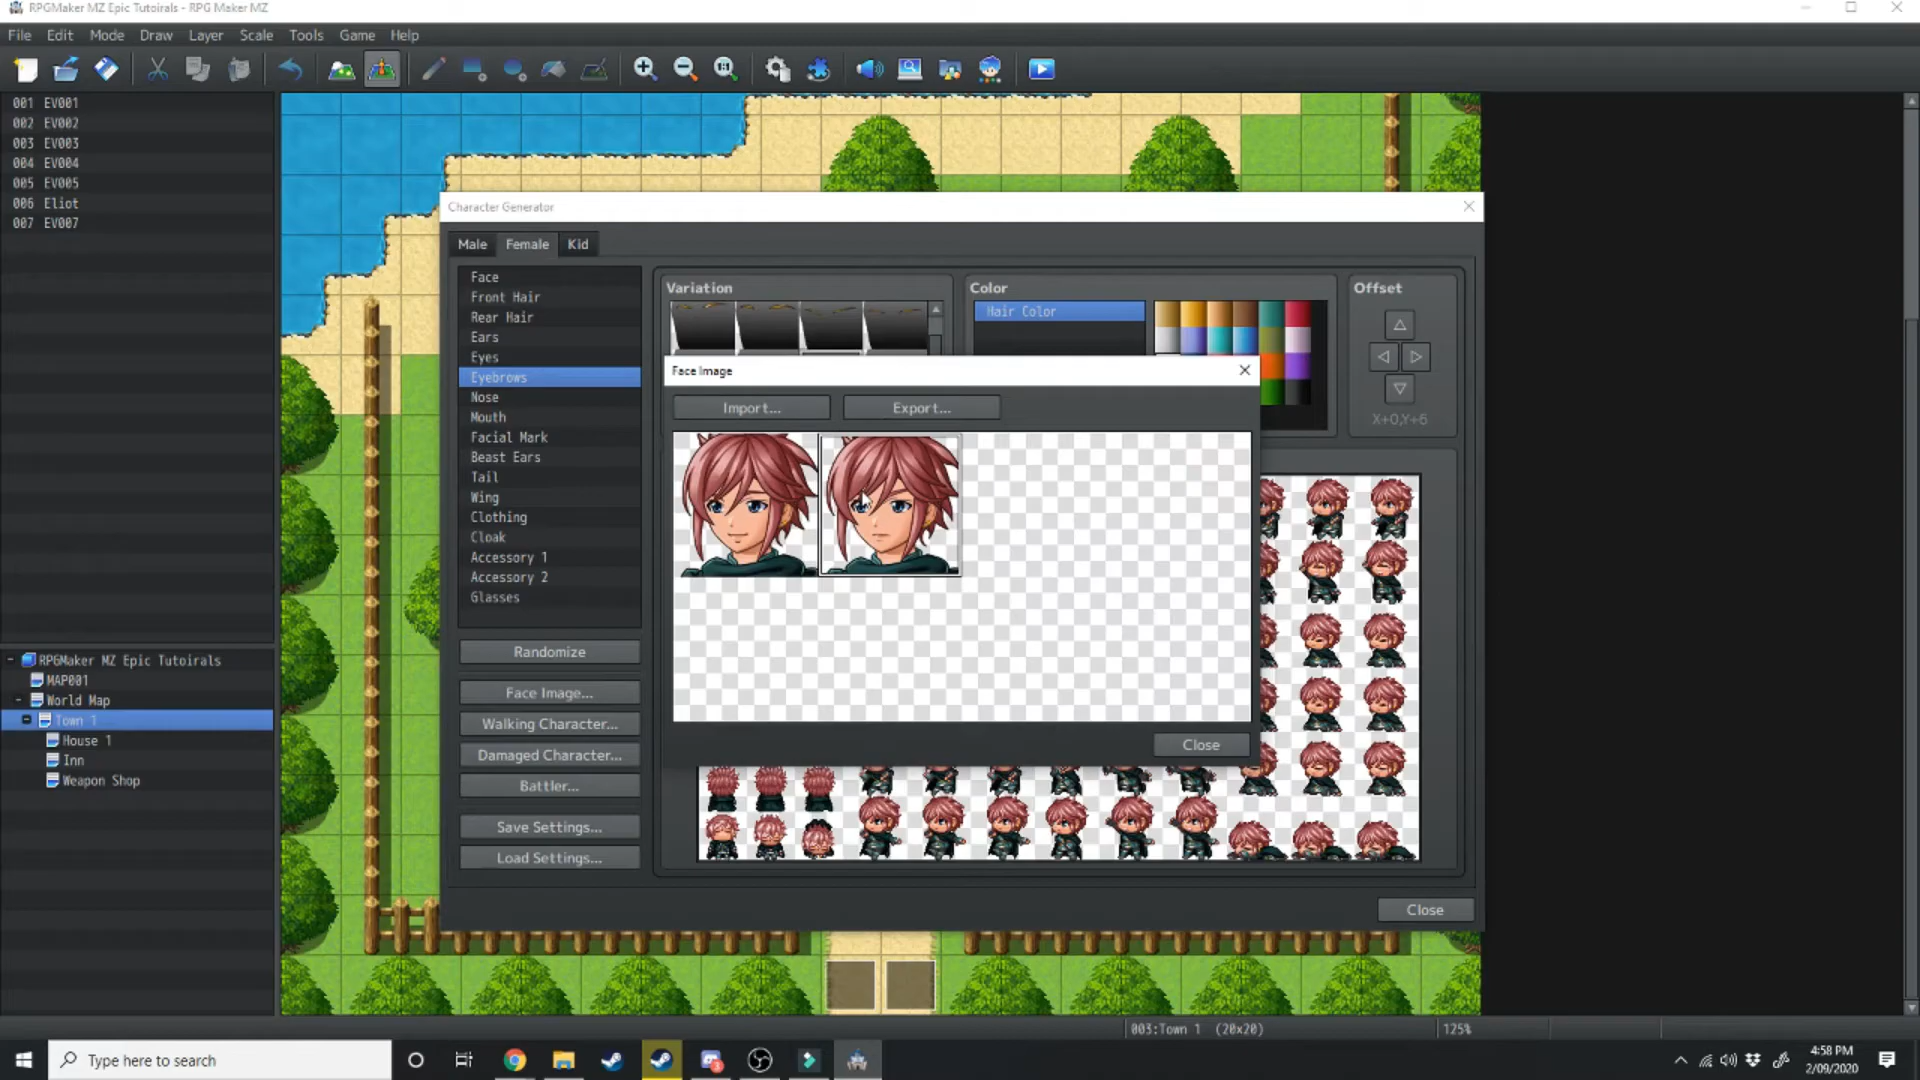 RPGMaker MZ Epic Tutoirals - RPG Maker MZ
File Edit Mode Draw Layer Scale Tools Game Help
001 EV001
002 EV002
003 EV003
004 EV004
005 EV005
006 Eliot
007 EV007
RPGMaker MZ Epic Tutoirals
MAP001
World Map
Town 1
House 1
Inn
Weapon Shop
Character Generator
Male Female Kid
Face
Front Hair
Rear Hair
Ears
Eyes
Eyebrows
Nose
Mouth
Facial Mark
Beast Ears
Tail
Wing
Clothing
Cloak
Accessory 1
Accessory 2
Glasses
Randomize
Face Image...
Walking Character...
Damaged Character...
Battler...
Save Settings...
Load Settings...
Variation
Color
Hair Color
Offset
X+0,Y+6
Face Image
Import...
Export...
Close
Close
003:Town 1 (20x20)
125%
Type here to search
4:58 PM
2/09/2020